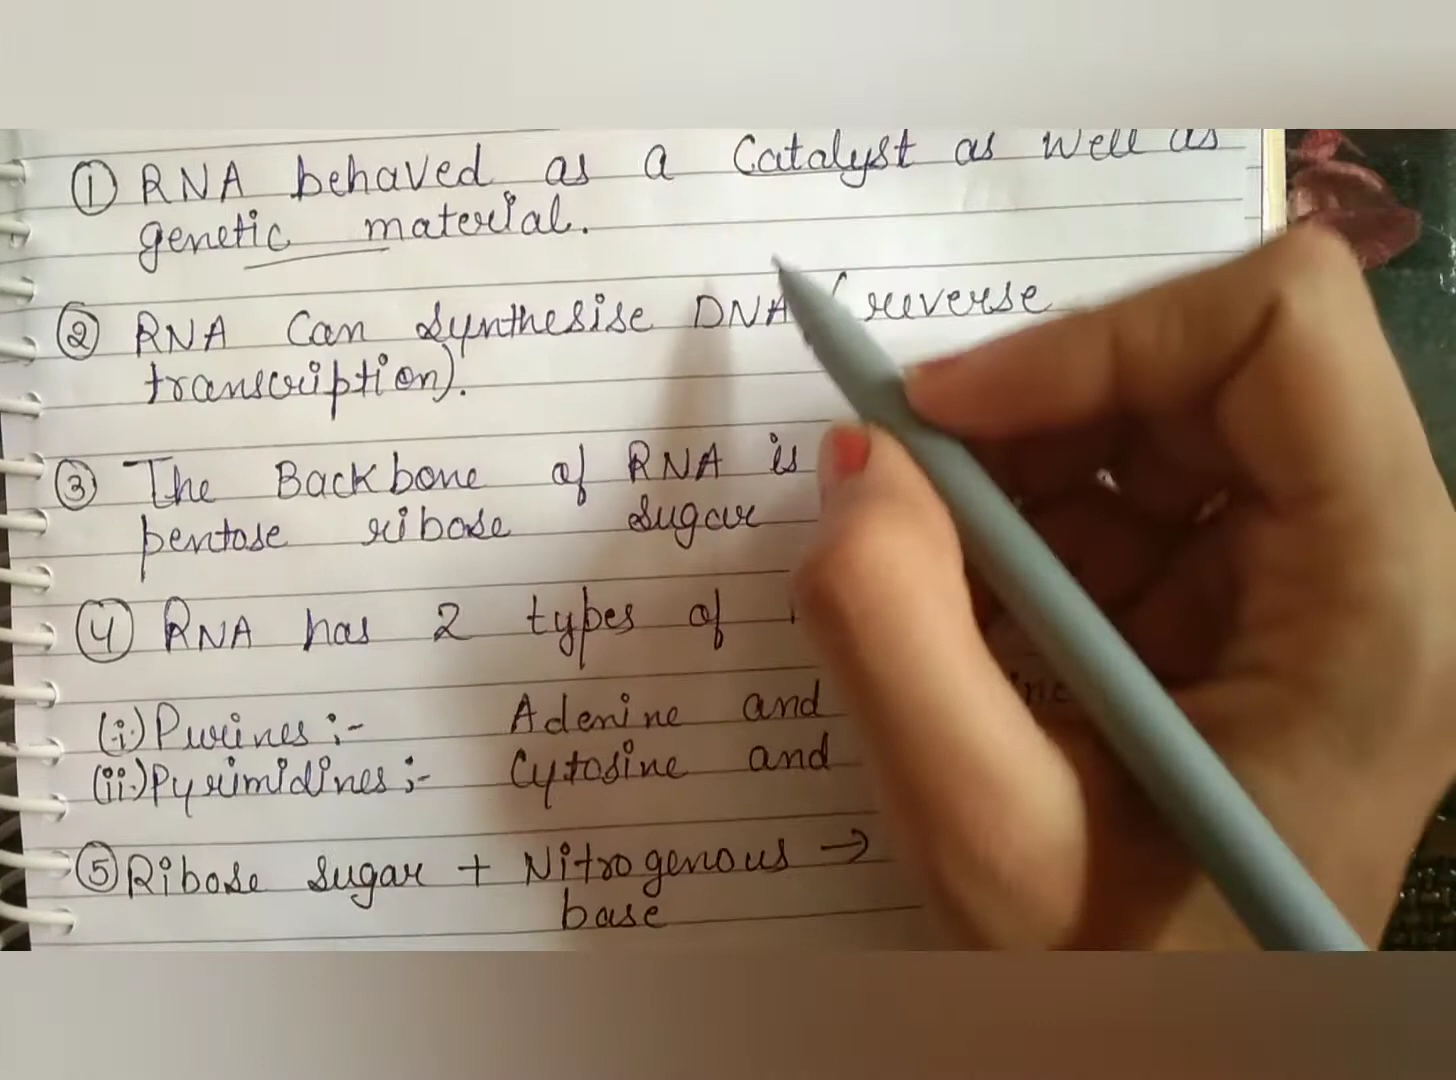 ① RNA behaved as a Catalyst as well as
genetic material.
② RNA Can synthesise DNA (reverse
transcription).
③ The Backbone of RNA is
pentose ribose sugar
④ RNA has 2 types of
(i) Purines :- Adenine and
(ii) Pyrimidines :- Cytosine and
⑤ Ribose sugar + Nitrogenous →
base